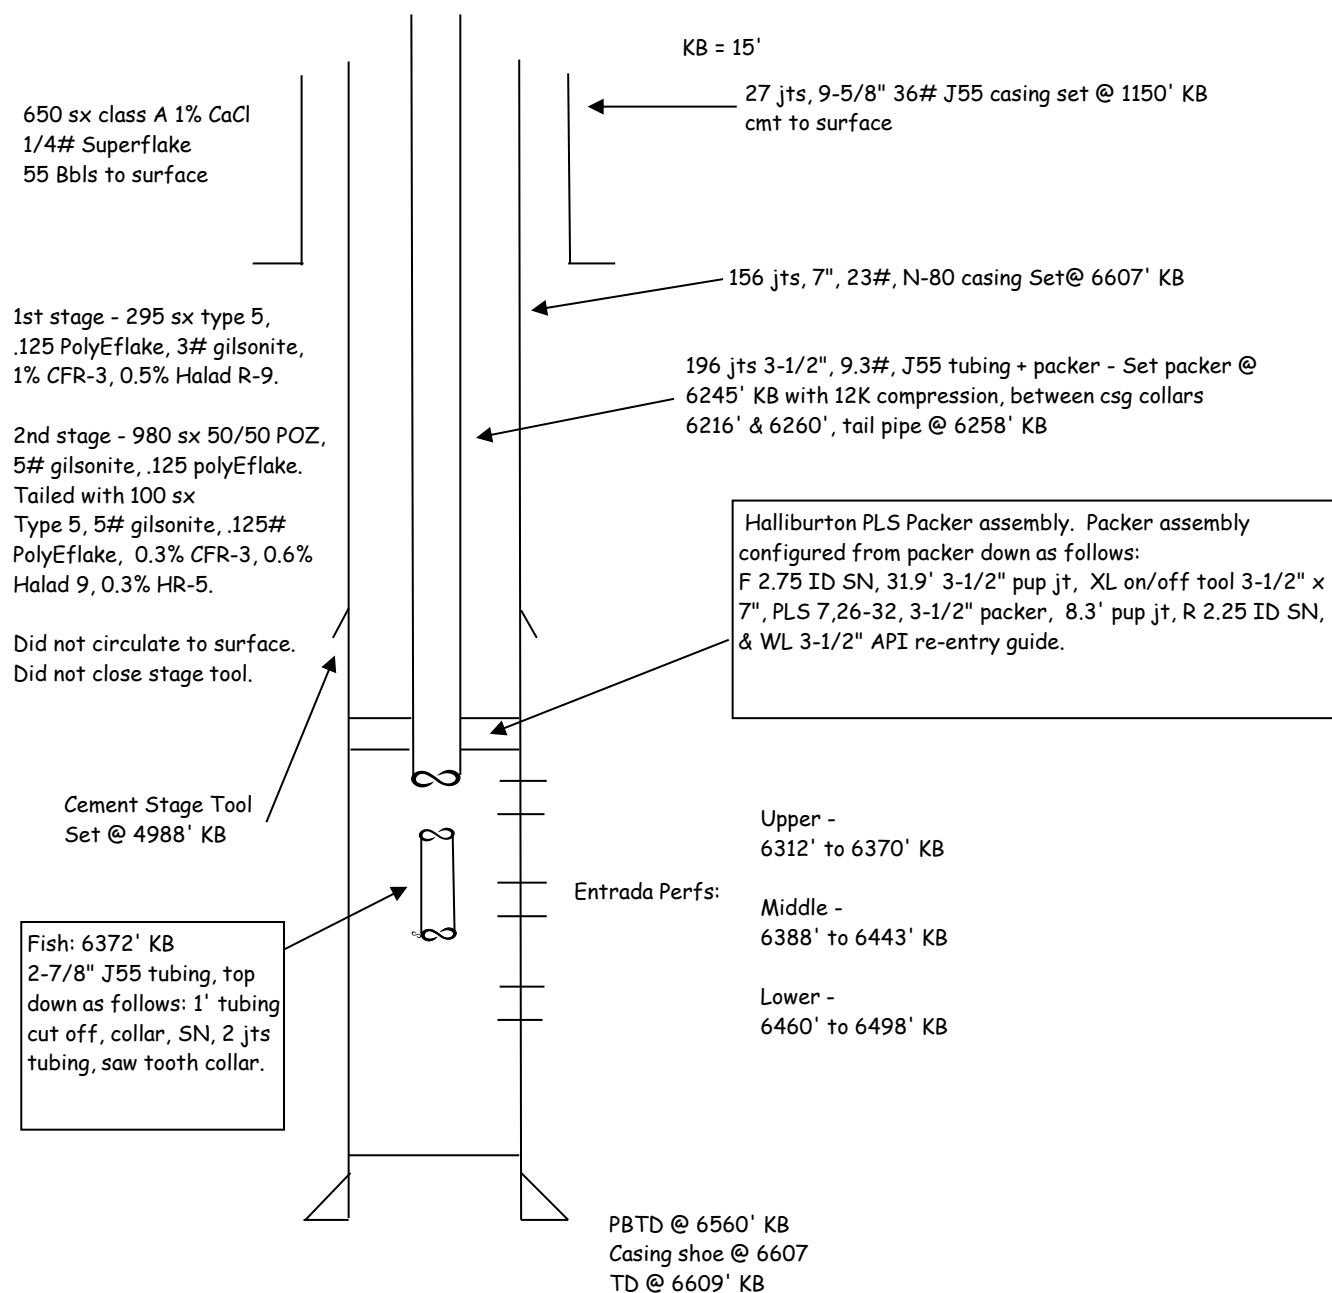 KB = 15'
650 sx class A 1% CaCl
1/4# Superflake
55 Bbls to surface
27 jts, 9-5/8" 36# J55 casing set @ 1150' KB
cmt to surface
156 jts, 7", 23#, N-80 casing Set@ 6607' KB
1st stage - 295 sx type 5,
.125 PolyEflake, 3# gilsonite,
1% CFR-3, 0.5% Halad R-9.
2nd stage - 980 sx 50/50 POZ,
5# gilsonite, .125 polyEflake.
Tailed with 100 sx
Type 5, 5# gilsonite, .125#
PolyEflake, 0.3% CFR-3, 0.6%
Halad 9, 0.3% HR-5.
Did not circulate to surface.
Did not close stage tool.
196 jts 3-1/2", 9.3#, J55 tubing + packer - Set packer @
6245' KB with 12K compression, between csg collars
6216' & 6260', tail pipe @ 6258' KB
Halliburton PLS Packer assembly. Packer assembly
configured from packer down as follows:
F 2.75 ID SN, 31.9' 3-1/2" pup jt, XL on/off tool 3-1/2" x
7", PLS 7,26-32, 3-1/2" packer, 8.3' pup jt, R 2.25 ID SN,
& WL 3-1/2" API re-entry guide.
Cement Stage Tool
Set @ 4988' KB
Entrada Perfs:
Upper -
6312' to 6370' KB
Middle -
6388' to 6443' KB
Lower -
6460' to 6498' KB
Fish: 6372' KB
2-7/8" J55 tubing, top
down as follows: 1' tubing
cut off, collar, SN, 2 jts
tubing, saw tooth collar.
PBTD @ 6560' KB
Casing shoe @ 6607
TD @ 6609' KB